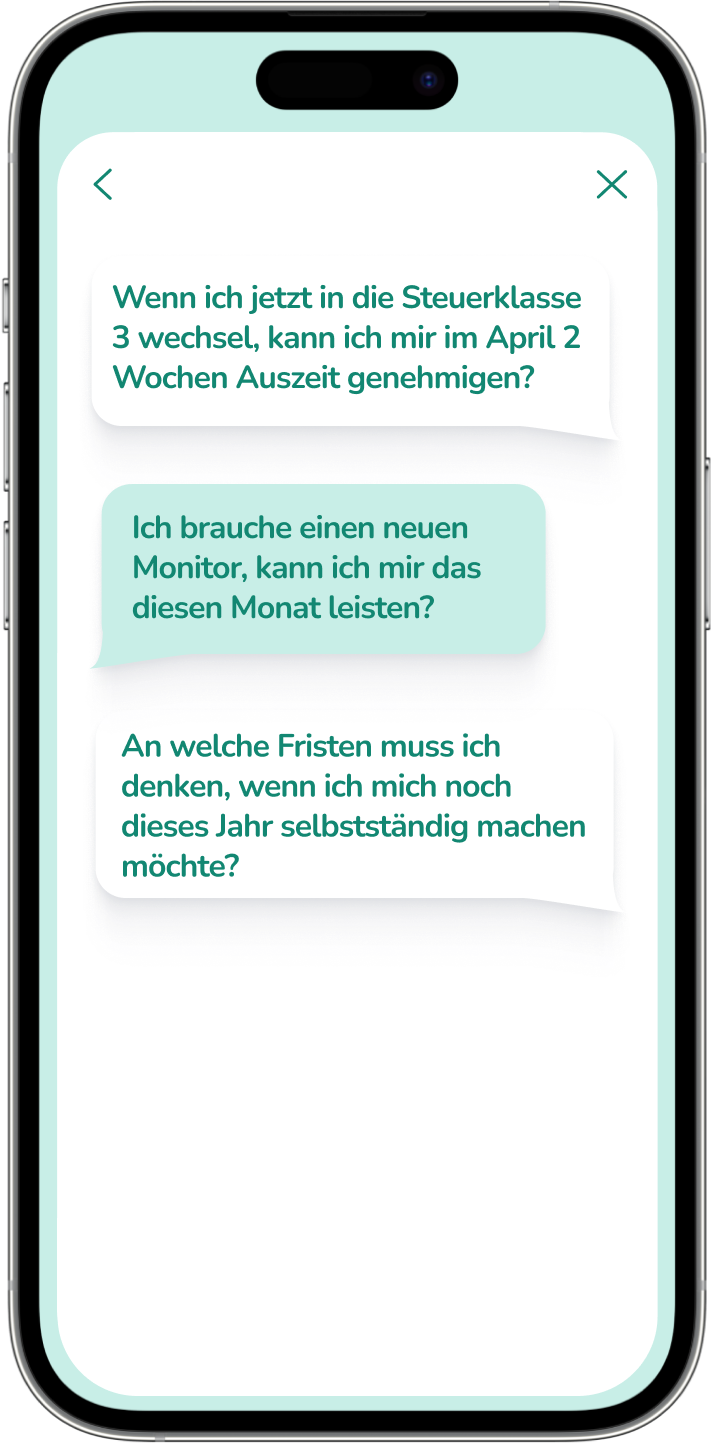 Wenn ich jetzt in die Steuerklasse
3 wechsel, kann ich mir im April 2
Wochen Auszeit genehmigen?
Ich brauche einen neuen
Monitor, kann ich mir das
diesen Monat leisten?
An welche Fristen muss ich
denken, wenn ich mich noch
dieses Jahr selbstständig machen
möchte?